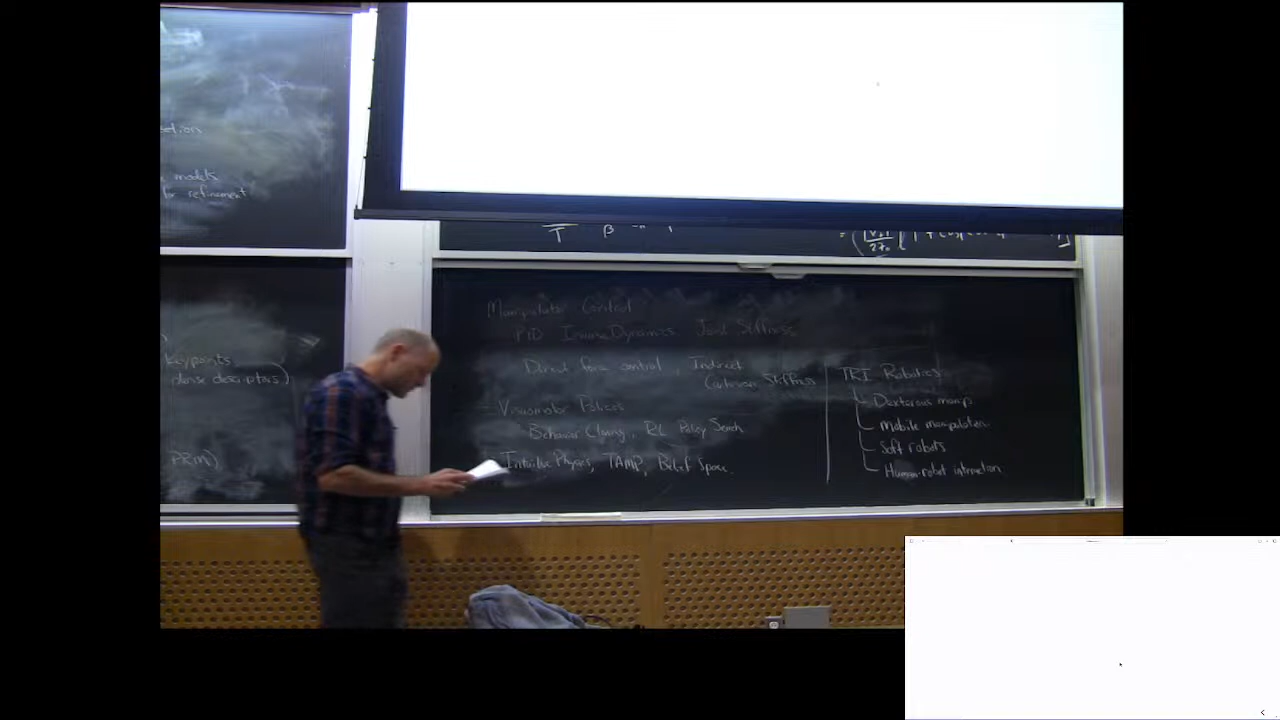 models
for refinement
keypoints
dense descriptors)
PRM)
T β
Manipulator Control
PID Inverse Dynamics Joint Stiffness
Direct force control, Indirect
Cartesian Stiffness
- Visuomotor Policies
Behavior Cloning, RL Policy Search
- Intuitive Physics, TAMP, Belief Space
TRI Robotics
Dexterous manip
Mobile manipulation
Soft robots
Human-robot interaction